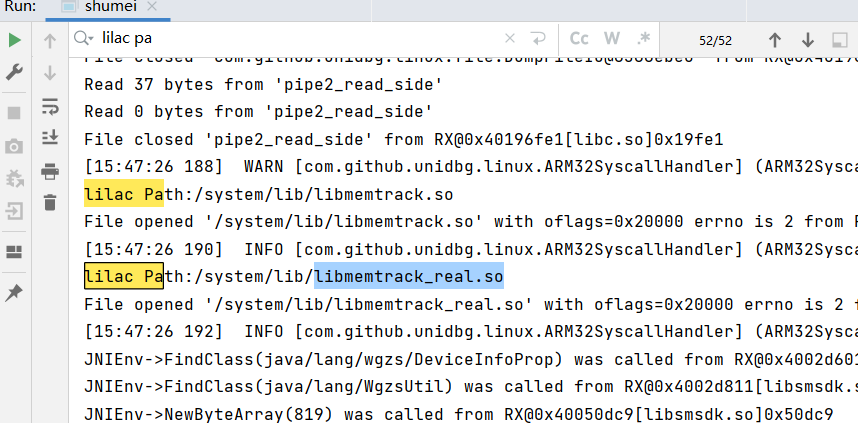 Run: shumei
lilac pa
Cc W .* 52/52
Read 37 bytes from 'pipe2_read_side'
Read 0 bytes from 'pipe2_read_side'
File closed 'pipe2_read_side' from RX@0x40196fe1[libc.so]0x19fe1
[15:47:26 188]  WARN [com.github.unidbg.linux.ARM32SyscallHandler] (ARM32Sysca
lilac Path:/system/lib/libmemtrack.so
File opened '/system/lib/libmemtrack.so' with oflags=0x20000 errno is 2 from R
[15:47:26 190]  INFO [com.github.unidbg.linux.ARM32SyscallHandler] (ARM32Sysca
lilac Path:/system/lib/libmemtrack_real.so
File opened '/system/lib/libmemtrack_real.so' with oflags=0x20000 errno is 2 f
[15:47:26 192]  INFO [com.github.unidbg.linux.ARM32SyscallHandler] (ARM32Sysca
JNIEnv->FindClass(java/lang/wgzs/DeviceInfoProp) was called from RX@0x4002d601
JNIEnv->FindClass(java/lang/WgzsUtil) was called from RX@0x4002d811[libsmsdk.s
JNIEnv->NewByteArray(819) was called from RX@0x40050dc9[libsmsdk.so]0x50dc9